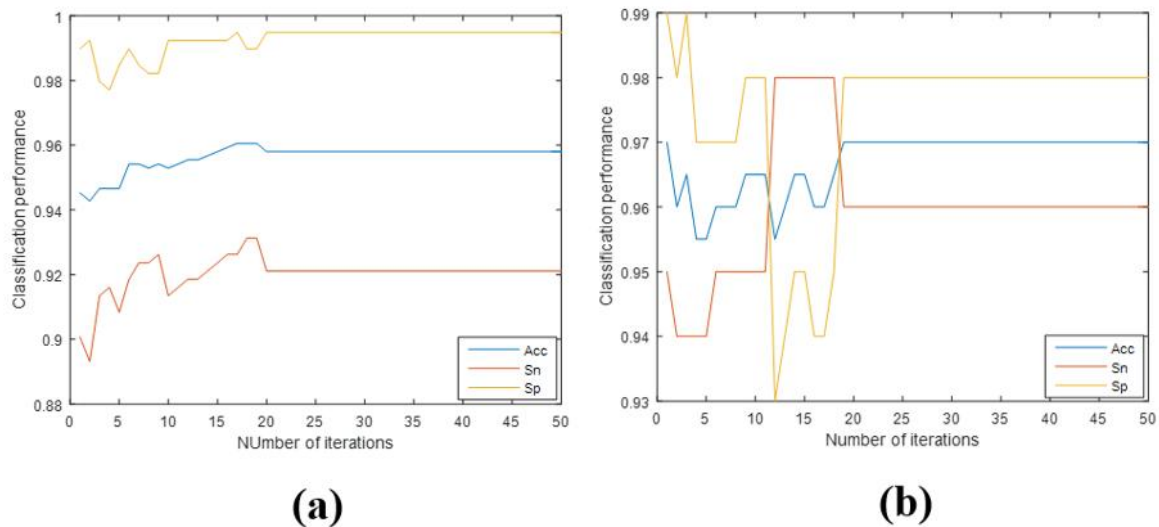 1
0.98
0.96
0.94
0.92
0.9
0.88
Classification performance
0 5 10 15 20 25 30 35 40 45 50
NUmber of iterations
Acc
Sn
Sp
(a)
0.99
0.98
0.97
0.96
0.95
0.94
0.93
Classification performance
0 5 10 15 20 25 30 35 40 45 50
Number of iterations
Acc
Sn
Sp
(b)